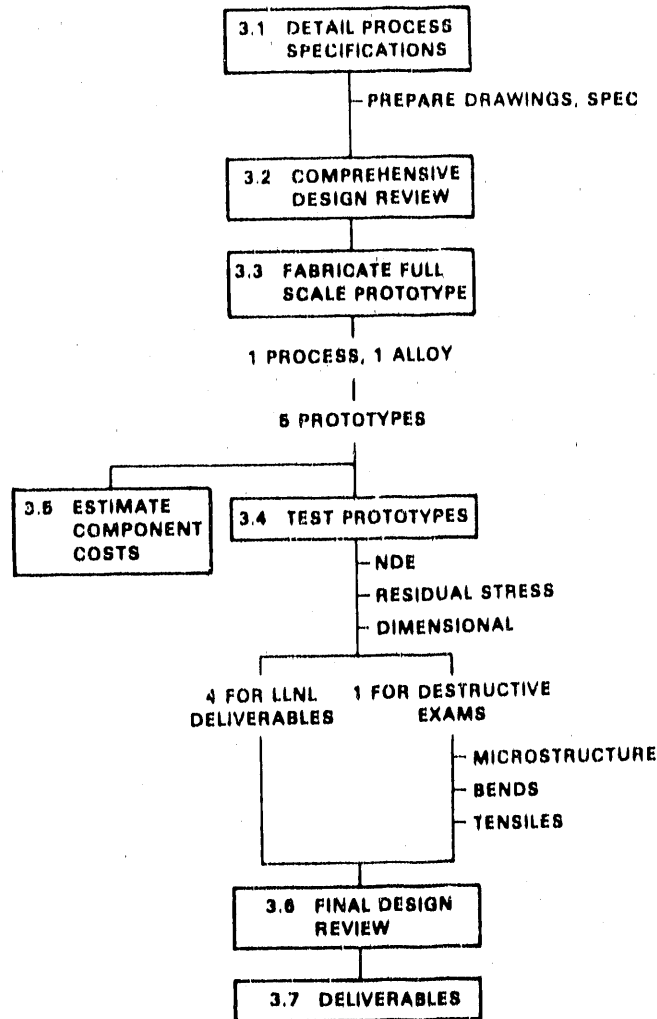 3.1 DETAIL PROCESS
SPECIFICATIONS
PREPARE DRAWINGS, SPEC
3.2 COMPREHENSIVE
DESIGN REVIEW
3.3 FABRICATE FULL
SCALE PROTOTYPE
1 PROCESS, 1 ALLOY
5 PROTOTYPES
3.5 ESTIMATE
COMPONENT
COSTS
3.4 TEST PROTOTYPES
NDE
RESIDUAL STRESS
DIMENSIONAL
4 FOR LLNL
DELIVERABLES
1 FOR DESTRUCTIVE
EXAMS
MICROSTRUCTURE
BENDS
TENSILES
3.6 FINAL DESIGN
REVIEW
3.7 DELIVERABLES